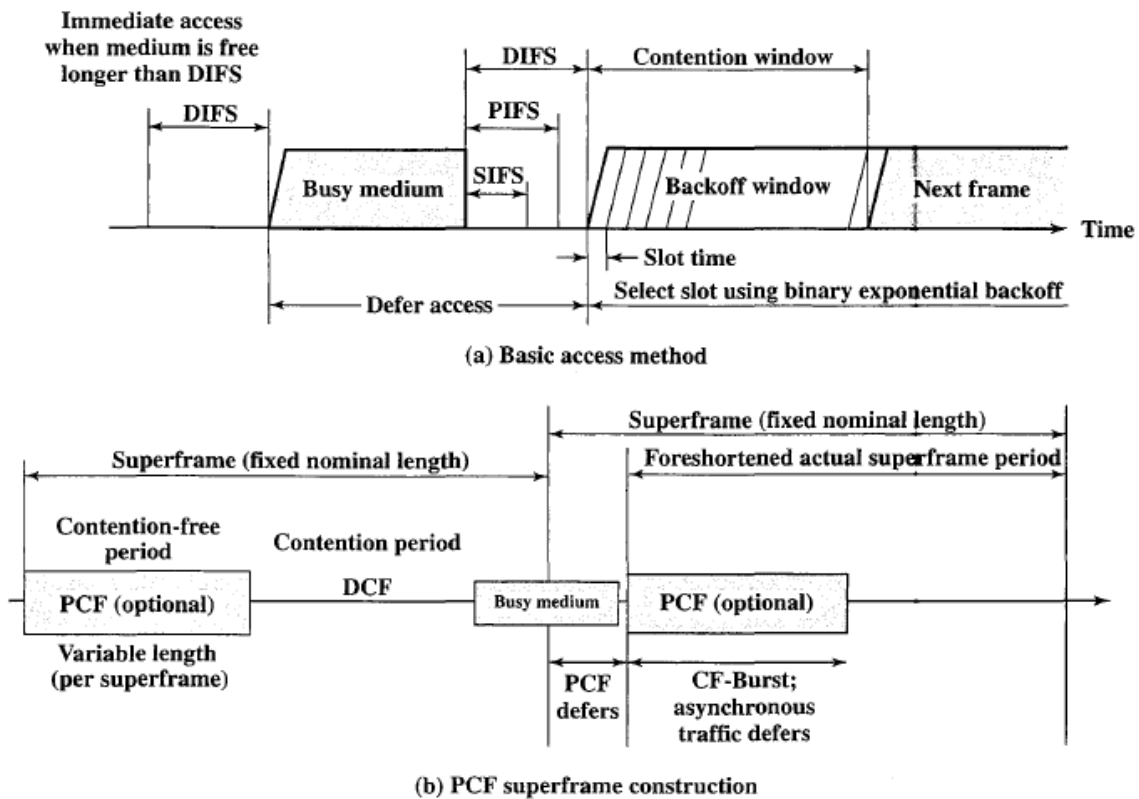 Immediate access
when medium is free
longer than DIFS
DIFS
DIFS
Contention window
PIFS
SIFS
Busy medium
Backoff window
Next frame
Time
Slot time
Defer access
Select slot using binary exponential backoff
(a) Basic access method
Superframe (fixed nominal length)
Superframe (fixed nominal length)
Foreshortened actual superframe period
Contention-free
period
Contention period
PCF (optional)
DCF
Busy medium
PCF (optional)
Variable length
(per superframe)
PCF
defers
CF-Burst;
asynchronous
traffic defers
(b) PCF superframe construction